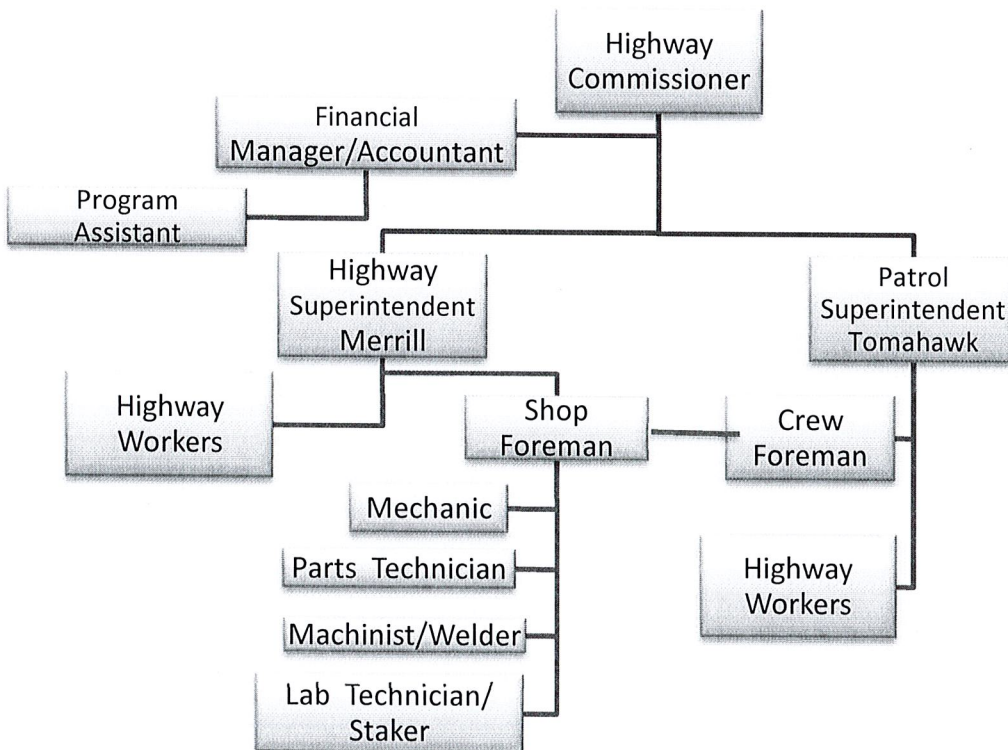 Highway
Commissioner
Financial
Manager/Accountant
Program
Assistant
Highway
Superintendent
Merrill
Patrol
Superintendent
Tomahawk
Highway
Workers
Shop
Foreman
Crew
Foreman
Mechanic
Parts Technician
Machinist/Welder
Lab Technician/
Staker
Highway
Workers